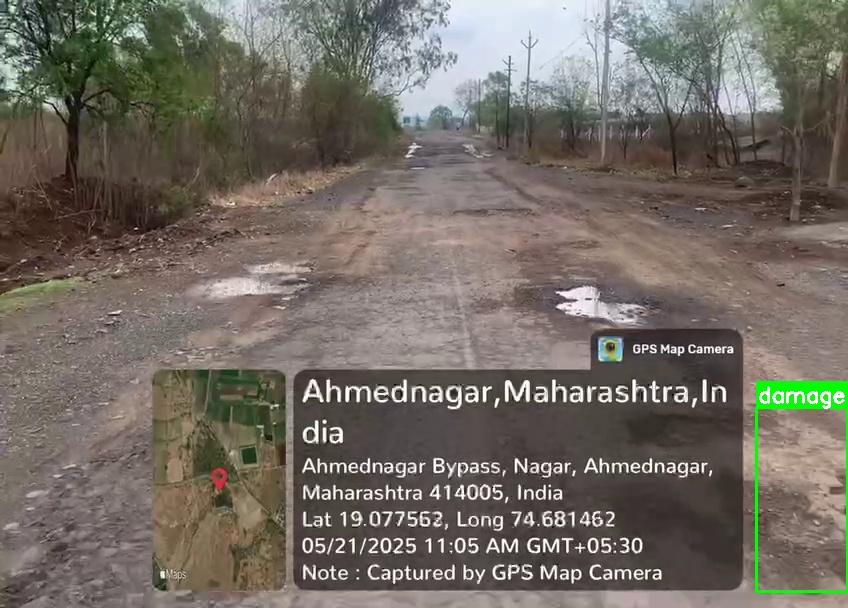 GPS Map Camera
damage
Ahmednagar,Maharashtra,In
dia
Ahmednagar Bypass, Nagar, Ahmednagar,
Maharashtra 414005, India
Lat 19.077562, Long 74.681462
05/21/2025 11:05 AM GMT+05:30
Note : Captured by GPS Map Camera
Maps